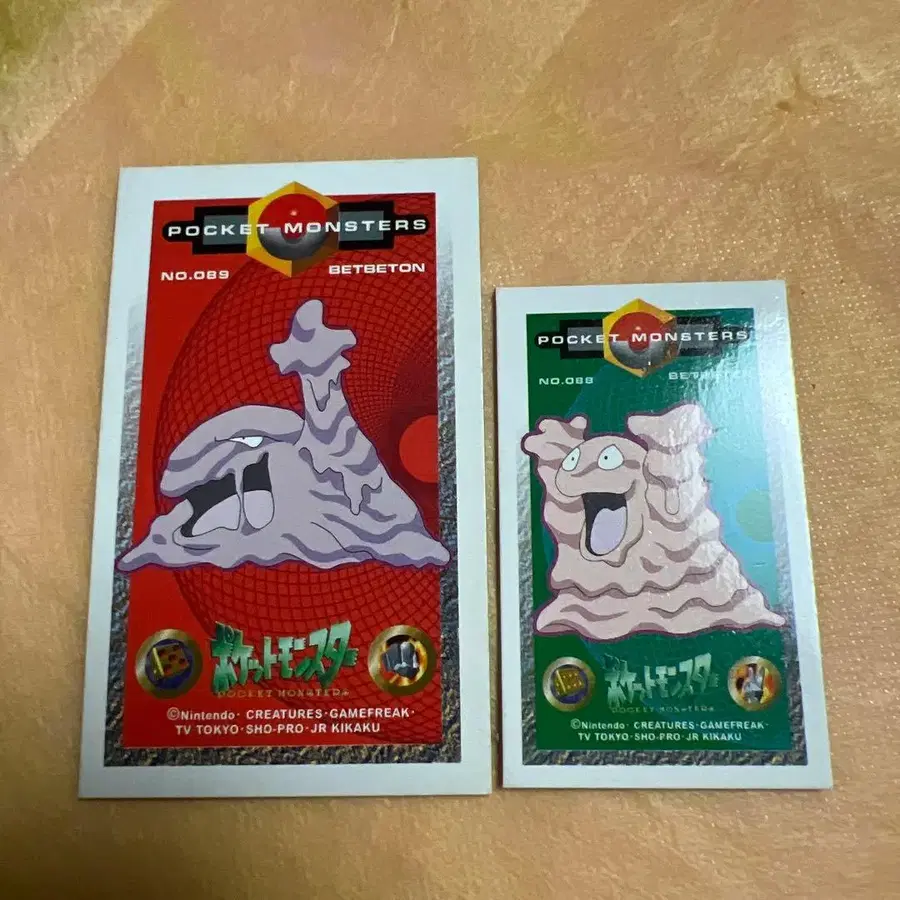 POCKET MONSTERS
NO.089 BETBETON
ポケットモンスター
POCKET MONSTERS
©Nintendo· CREATURES·GAMEFREAK·
TV TOKYO·SHO-PRO·JR KIKAKU
POCKET MONSTERS
NO.088 BETBETON
ポケットモンスター
POCKET MONSTERS
©Nintendo· CREATURES·GAMEFREAK·
TV TOKYO·SHO-PRO·JR KIKAKU